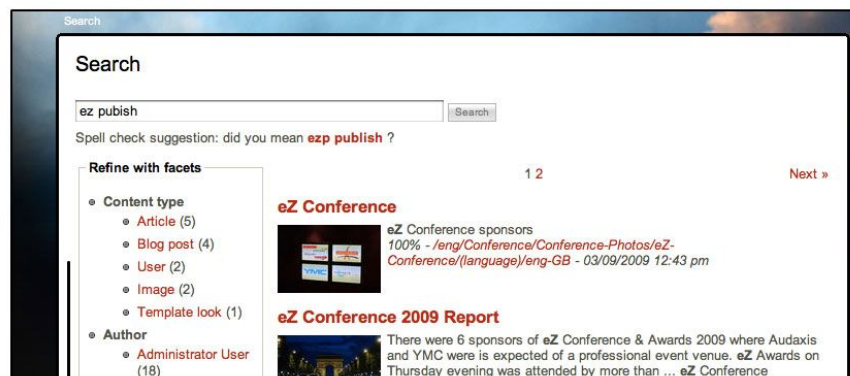 Search
Search
ez pubish
Search
Spell check suggestion: did you mean ezp publish ?
Refine with facets
Content type
Article (5)
Blog post (4)
User (2)
Image (2)
Template look (1)
Author
Administrator User
(18)
1 2
Next »
eZ Conference
eZ Conference sponsors
100% - /eng/Conference/Conference-Photos/eZ-
Conference/(language)/eng-GB - 03/09/2009 12:43 pm
YMC
eZ Conference 2009 Report
There were 6 sponsors of eZ Conference & Awards 2009 where Audaxis
and YMC were is expected of a professional event venue. eZ Awards on
Thursday evening was attended by more than ... eZ Conference